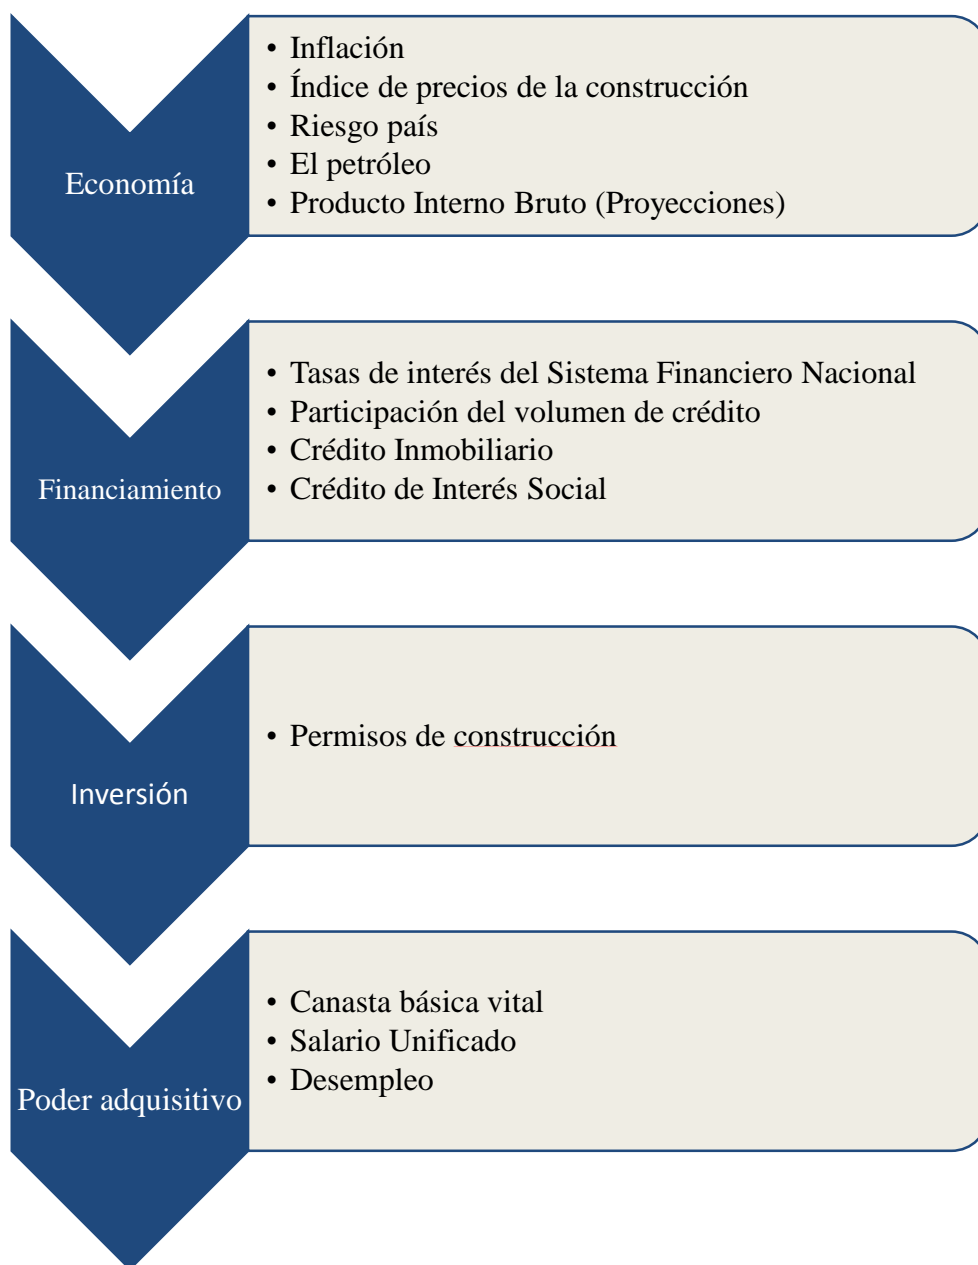 Economía
• Inflación
• Índice de precios de la construcción
• Riesgo país
• El petróleo
• Producto Interno Bruto (Proyecciones)
Financiamiento
• Tasas de interés del Sistema Financiero Nacional
• Participación del volumen de crédito
• Crédito Inmobiliario
• Crédito de Interés Social
Inversión
• Permisos de construcción
Poder adquisitivo
• Canasta básica vital
• Salario Unificado
• Desempleo